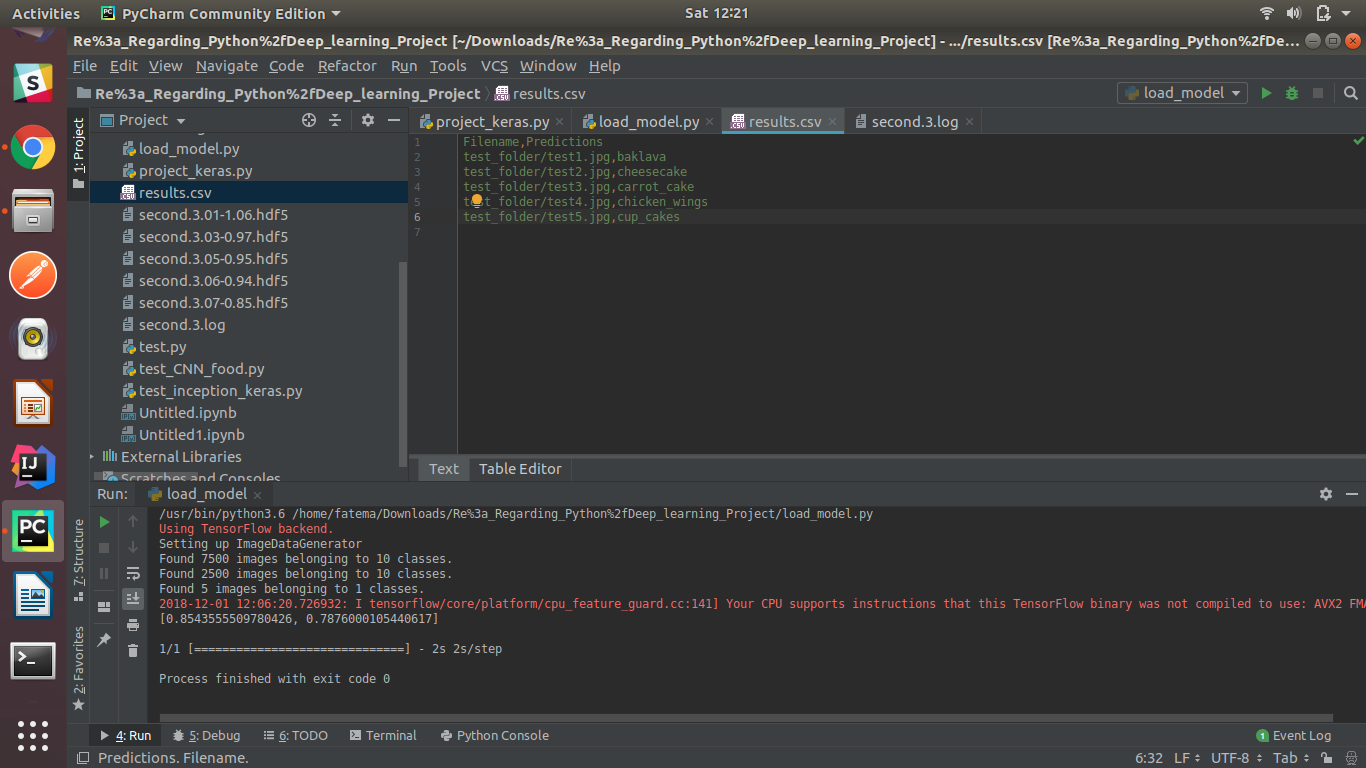 Activities PyCharm Community Edition Sat 12:21
Re%3a_Regarding_Python%2fDeep_learning_Project [~/Downloads/Re%3a_Regarding_Python%2fDeep_learning_Project] - .../results.csv [Re%3a_Regarding_Python%2fDe...
File Edit View Navigate Code Refactor Run Tools VCS Window Help
Re%3a_Regarding_Python%2fDeep_learning_Project results.csv load_model
1: Project
Project
load_model.py
project_keras.py
results.csv
second.3.01-1.06.hdf5
second.3.03-0.97.hdf5
second.3.05-0.95.hdf5
second.3.06-0.94.hdf5
second.3.07-0.85.hdf5
second.3.log
test.py
test_CNN_food.py
test_inception_keras.py
Untitled.ipynb
Untitled1.ipynb
External Libraries
Scratches and Consoles
project_keras.py load_model.py results.csv second.3.log
1 Filename,Predictions
2 test_folder/test1.jpg,baklava
3 test_folder/test2.jpg,cheesecake
4 test_folder/test3.jpg,carrot_cake
5 test_folder/test4.jpg,chicken_wings
6 test_folder/test5.jpg,cup_cakes
7
Text Table Editor
Run: load_model
7: Structure
2: Favorites
/usr/bin/python3.6 /home/fatema/Downloads/Re%3a_Regarding_Python%2fDeep_learning_Project/load_model.py
Using TensorFlow backend.
Setting up ImageDataGenerator
Found 7500 images belonging to 10 classes.
Found 2500 images belonging to 10 classes.
Found 5 images belonging to 1 classes.
2018-12-01 12:06:20.726932: I tensorflow/core/platform/cpu_feature_guard.cc:141] Your CPU supports instructions that this TensorFlow binary was not compiled to use: AVX2 FMA
[0.8543555509780426, 0.7876000105440617]
1/1 [==============================] - 2s 2s/step
Process finished with exit code 0
4: Run 5: Debug 6: TODO Terminal Python Console 1 Event Log
Predictions. Filename. 6:32 LF UTF-8 Tab